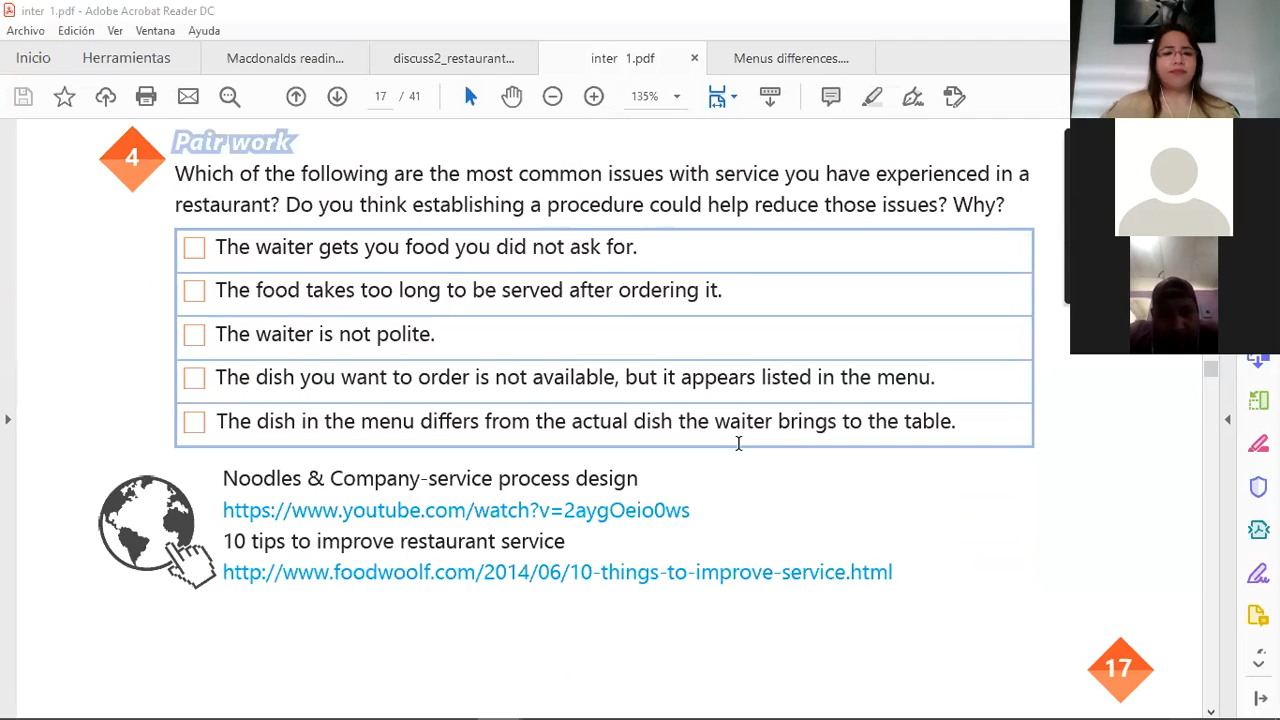 inter 1.pdf - Adobe Acrobat Reader DC
Archivo Edición Ver Ventana Ayuda
Inicio Herramientas Macdonalds readin... discuss2_restaurant... inter 1.pdf × Menus differences....
17 / 41 135%
4 Pair work
Which of the following are the most common issues with service you have experienced in a
restaurant? Do you think establishing a procedure could help reduce those issues? Why?
The waiter gets you food you did not ask for.
The food takes too long to be served after ordering it.
The waiter is not polite.
The dish you want to order is not available, but it appears listed in the menu.
The dish in the menu differs from the actual dish the waiter brings to the table.
Noodles & Company-service process design
https://www.youtube.com/watch?v=2aygOeio0ws
10 tips to improve restaurant service
http://www.foodwoolf.com/2014/06/10-things-to-improve-service.html
17